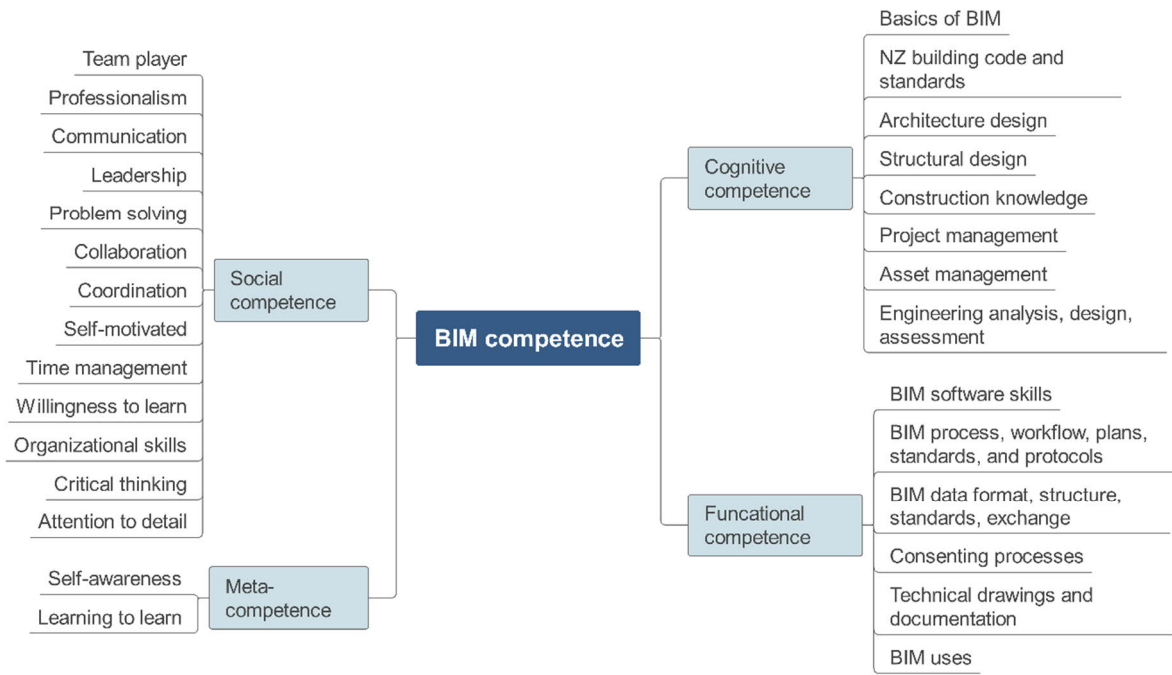 Team player
Professionalism
Communication
Leadership
Problem solving
Collaboration
Coordination
Self-motivated
Time management
Willingness to learn
Organizational skills
Critical thinking
Attention to detail
Social
competence
Self-awareness
Learning to learn
Meta-
competence
BIM competence
Cognitive
competence
Basics of BIM
NZ building code and
standards
Architecture design
Structural design
Construction knowledge
Project management
Asset management
Engineering analysis, design,
assessment
Funcational
competence
BIM software skills
BIM process, workflow, plans,
standards, and protocols
BIM data format, structure,
standards, exchange
Consenting processes
Technical drawings and
documentation
BIM uses